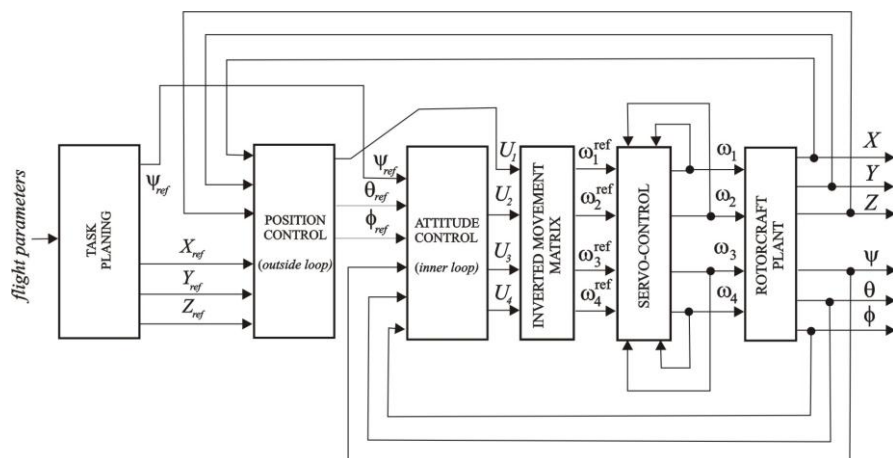 flight parameters
TASK
PLANING
ψref
Xref
Yref
Zref
POSITION
CONTROL
(outside loop)
ψref
θref
ϕref
ATTITUDE
CONTROL
(inner loop)
U1
U2
U3
U4
INVERTED MOVEMENT
MATRIX
ω1ref
ω2ref
ω3ref
ω4ref
SERVO-CONTROL
ω1
ω2
ω3
ω4
ROTORCRAFT
PLANT
X
Y
Z
ψ
θ
ϕ